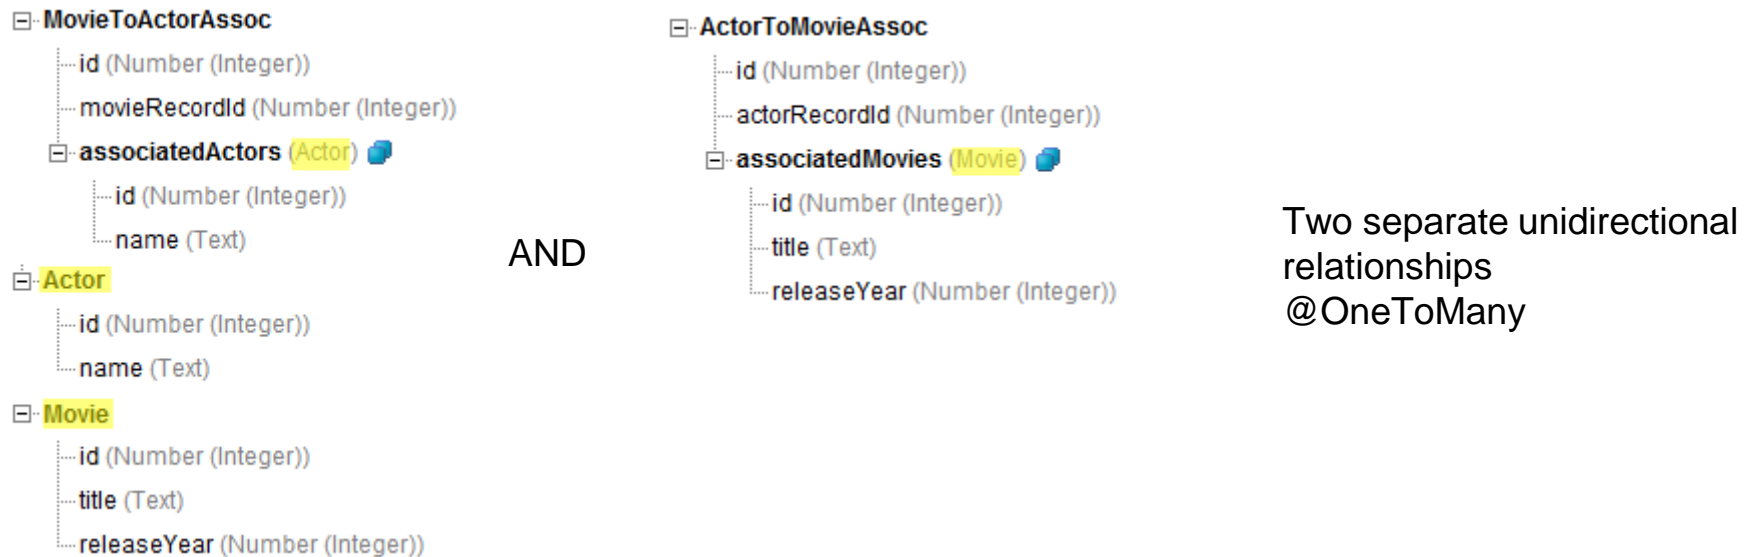 MovieToActorAssoc
id (Number (Integer))
movieRecordId (Number (Integer))
associatedActors (Actor)
id (Number (Integer))
name (Text)
Actor
id (Number (Integer))
name (Text)
Movie
id (Number (Integer))
title (Text)
releaseYear (Number (Integer))
AND
ActorToMovieAssoc
id (Number (Integer))
actorRecordId (Number (Integer))
associatedMovies (Movie)
id (Number (Integer))
title (Text)
releaseYear (Number (Integer))
Two separate unidirectional
relationships
@OneToMany